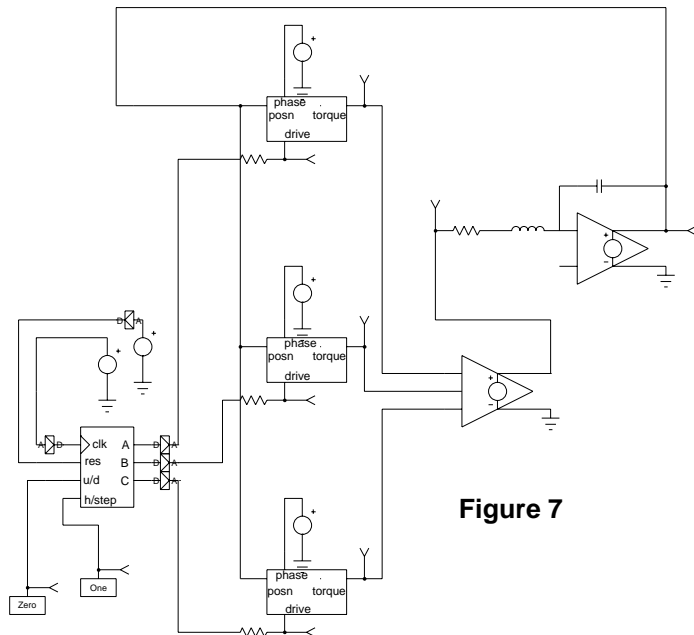 +
phase .
posn torque
drive
+
phase .
posn torque
drive
+
phase .
posn torque
drive
+
−
+
−
D A
+
+
A D
clk A
res B
u/d C
h/step
D A
D A
D A
Zero
One
Figure 7